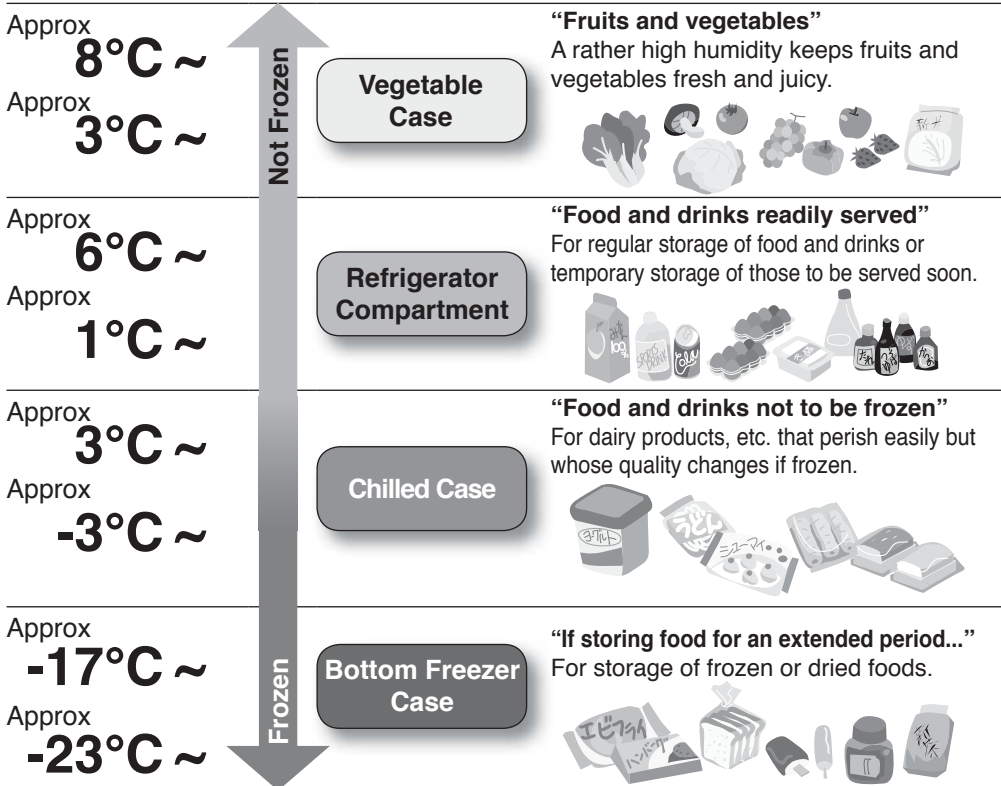 Approx
8°C ~
Approx
3°C ~
Not Frozen
Vegetable
Case
“Fruits and vegetables”
A rather high humidity keeps fruits and
vegetables fresh and juicy.
Approx
6°C ~
Approx
1°C ~
Refrigerator
Compartment
“Food and drinks readily served”
For regular storage of food and drinks or
temporary storage of those to be served soon.
100%
SPORTS
DRINK
Approx
3°C ~
Approx
-3°C ~
Chilled Case
“Food and drinks not to be frozen”
For dairy products, etc. that perish easily but
whose quality changes if frozen.
ヨーグルト
うどん
シューマイ
Approx
-17°C ~
Approx
-23°C ~
Frozen
Bottom Freezer
Case
“If storing food for an extended period...”
For storage of frozen or dried foods.
エビフライ
ハンバーグ